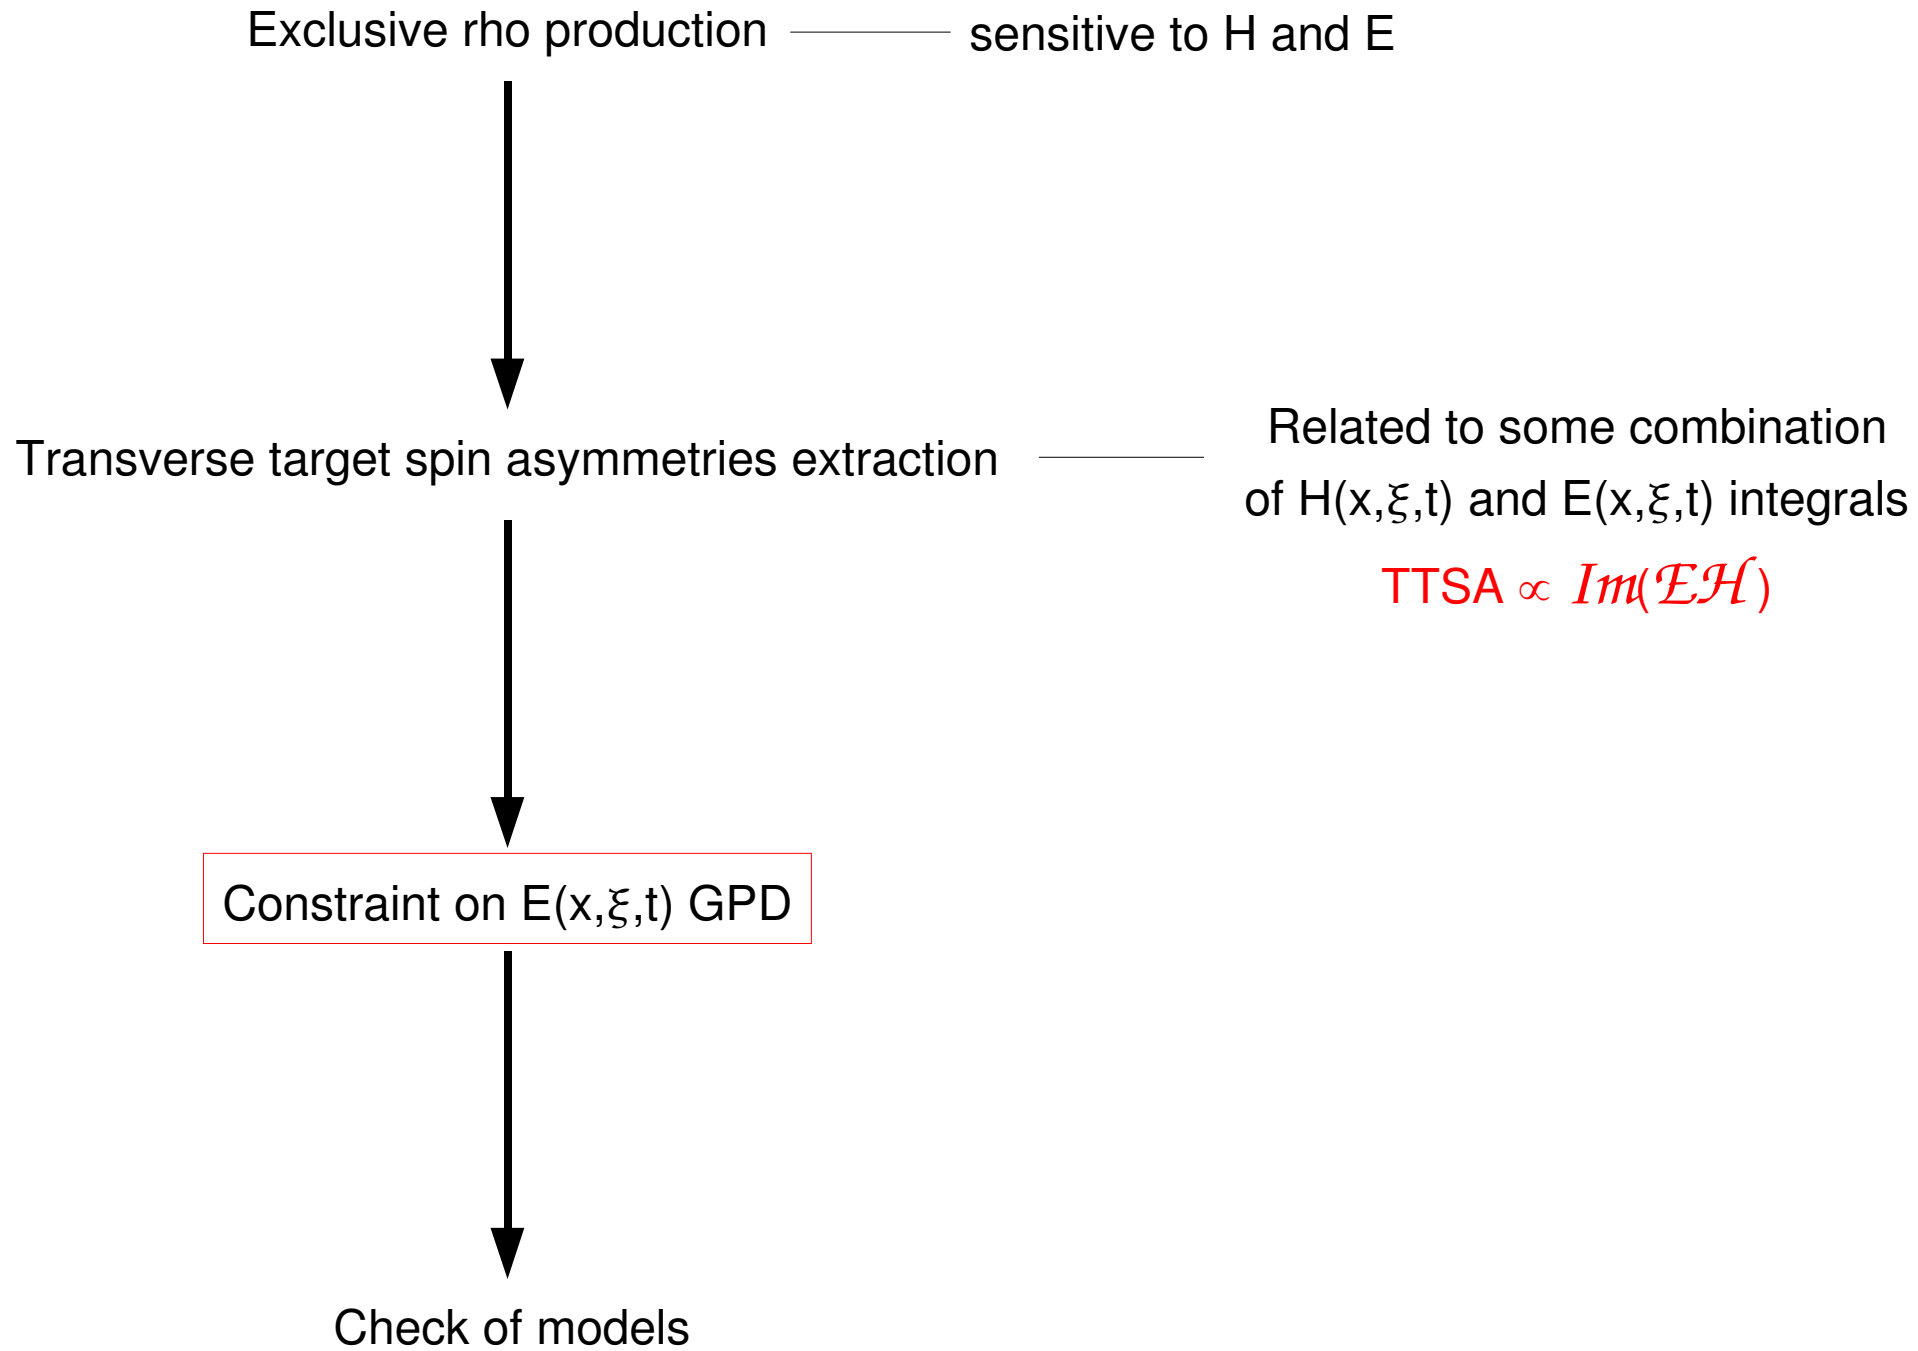 Exclusive rho production
sensitive to H and E
Transverse target spin asymmetries extraction
Related to some combination
of H(x,ξ,t) and E(x,ξ,t) integrals
TTSA ∝ Im(ℰℋ)
Constraint on E(x,ξ,t) GPD
Check of models